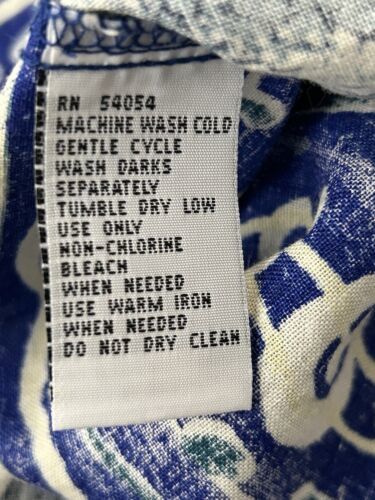 RN 54054
MACHINE WASH COLD
GENTLE CYCLE
WASH DARKS
SEPARATELY
TUMBLE DRY LOW
USE ONLY
NON-CHLORINE
BLEACH
WHEN NEEDED
USE WARM IRON
WHEN NEEDED
DO NOT DRY CLEAN